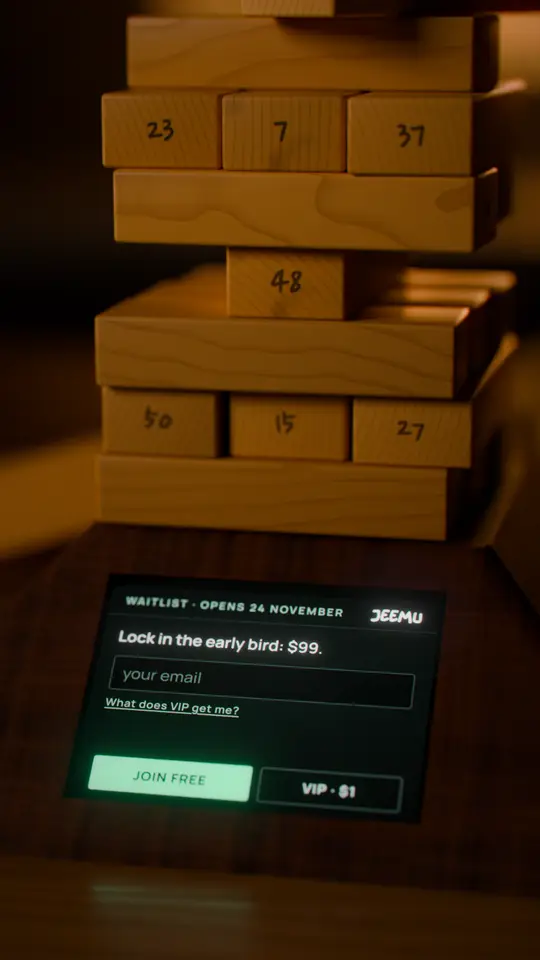 23 7 37
48
50 15 27
WAITLIST · OPENS 24 NOVEMBER JEEMU
Lock in the early bird: $99.
your email
What does VIP get me?
JOIN FREE VIP · $1